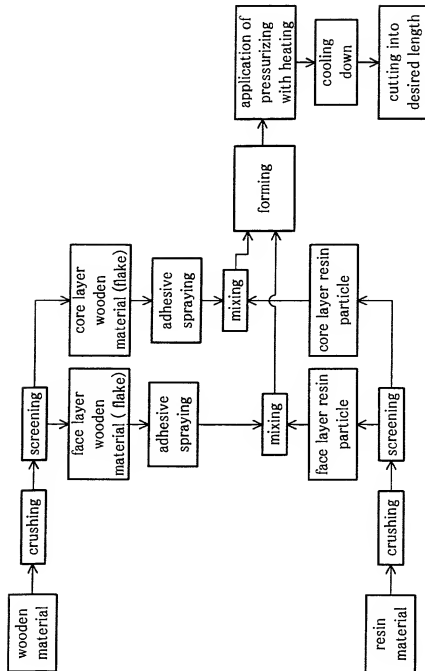 wooden
material
crushing
screening
face layer
wooden
material ( flake)
core layer
wooden
material (flake)
adhesive
spraying
adhesive
spraying
mixing
mixing
face layer resin
particle
core layer resin
particle
resin
material
crushing
screening
forming
application of
pressurizing
with heating
cooling
down
cutting into
desired length